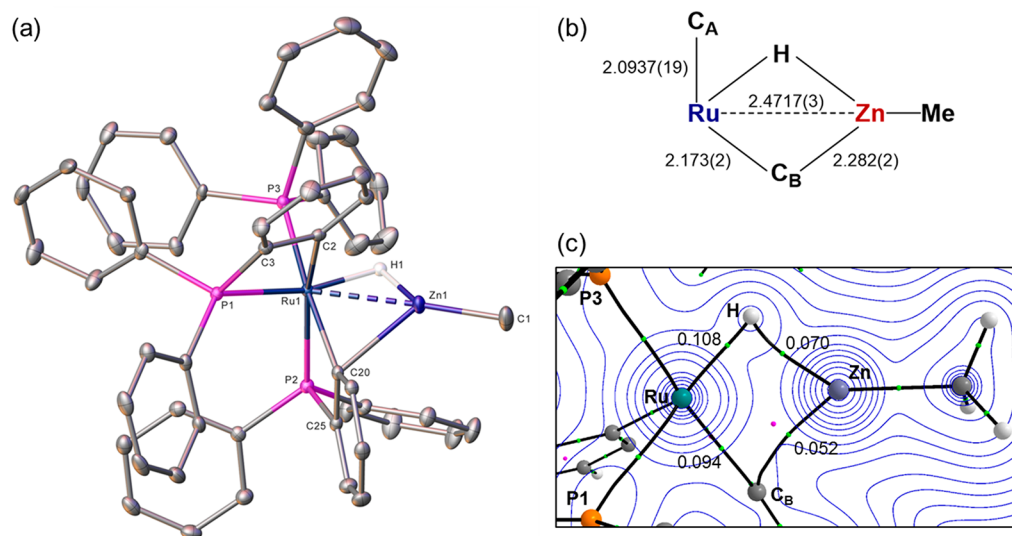 (a)
P3
C2
H1
C3
Zn1
P1
Ru1
C1
P2
C20
C25
(b)
C_A
H
2.0937(19)
2.4717(3)
Ru
Zn
Me
2.173(2)
2.282(2)
C_B
(c)
P3
H
0.108
0.070
Zn
Ru
0.094
0.052
C_B
P1